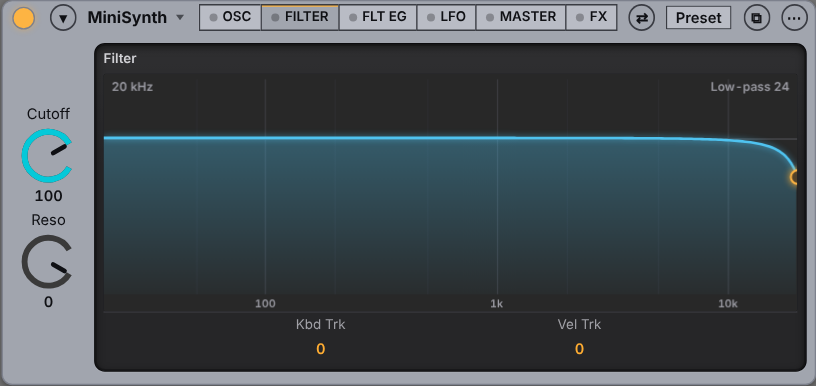 MiniSynth OSC FILTER FLT EG LFO MASTER FX Preset
Filter
20 kHz Low-pass 24
Cutoff
100
Reso
0
100 1k 10k
Kbd Trk Vel Trk
0 0